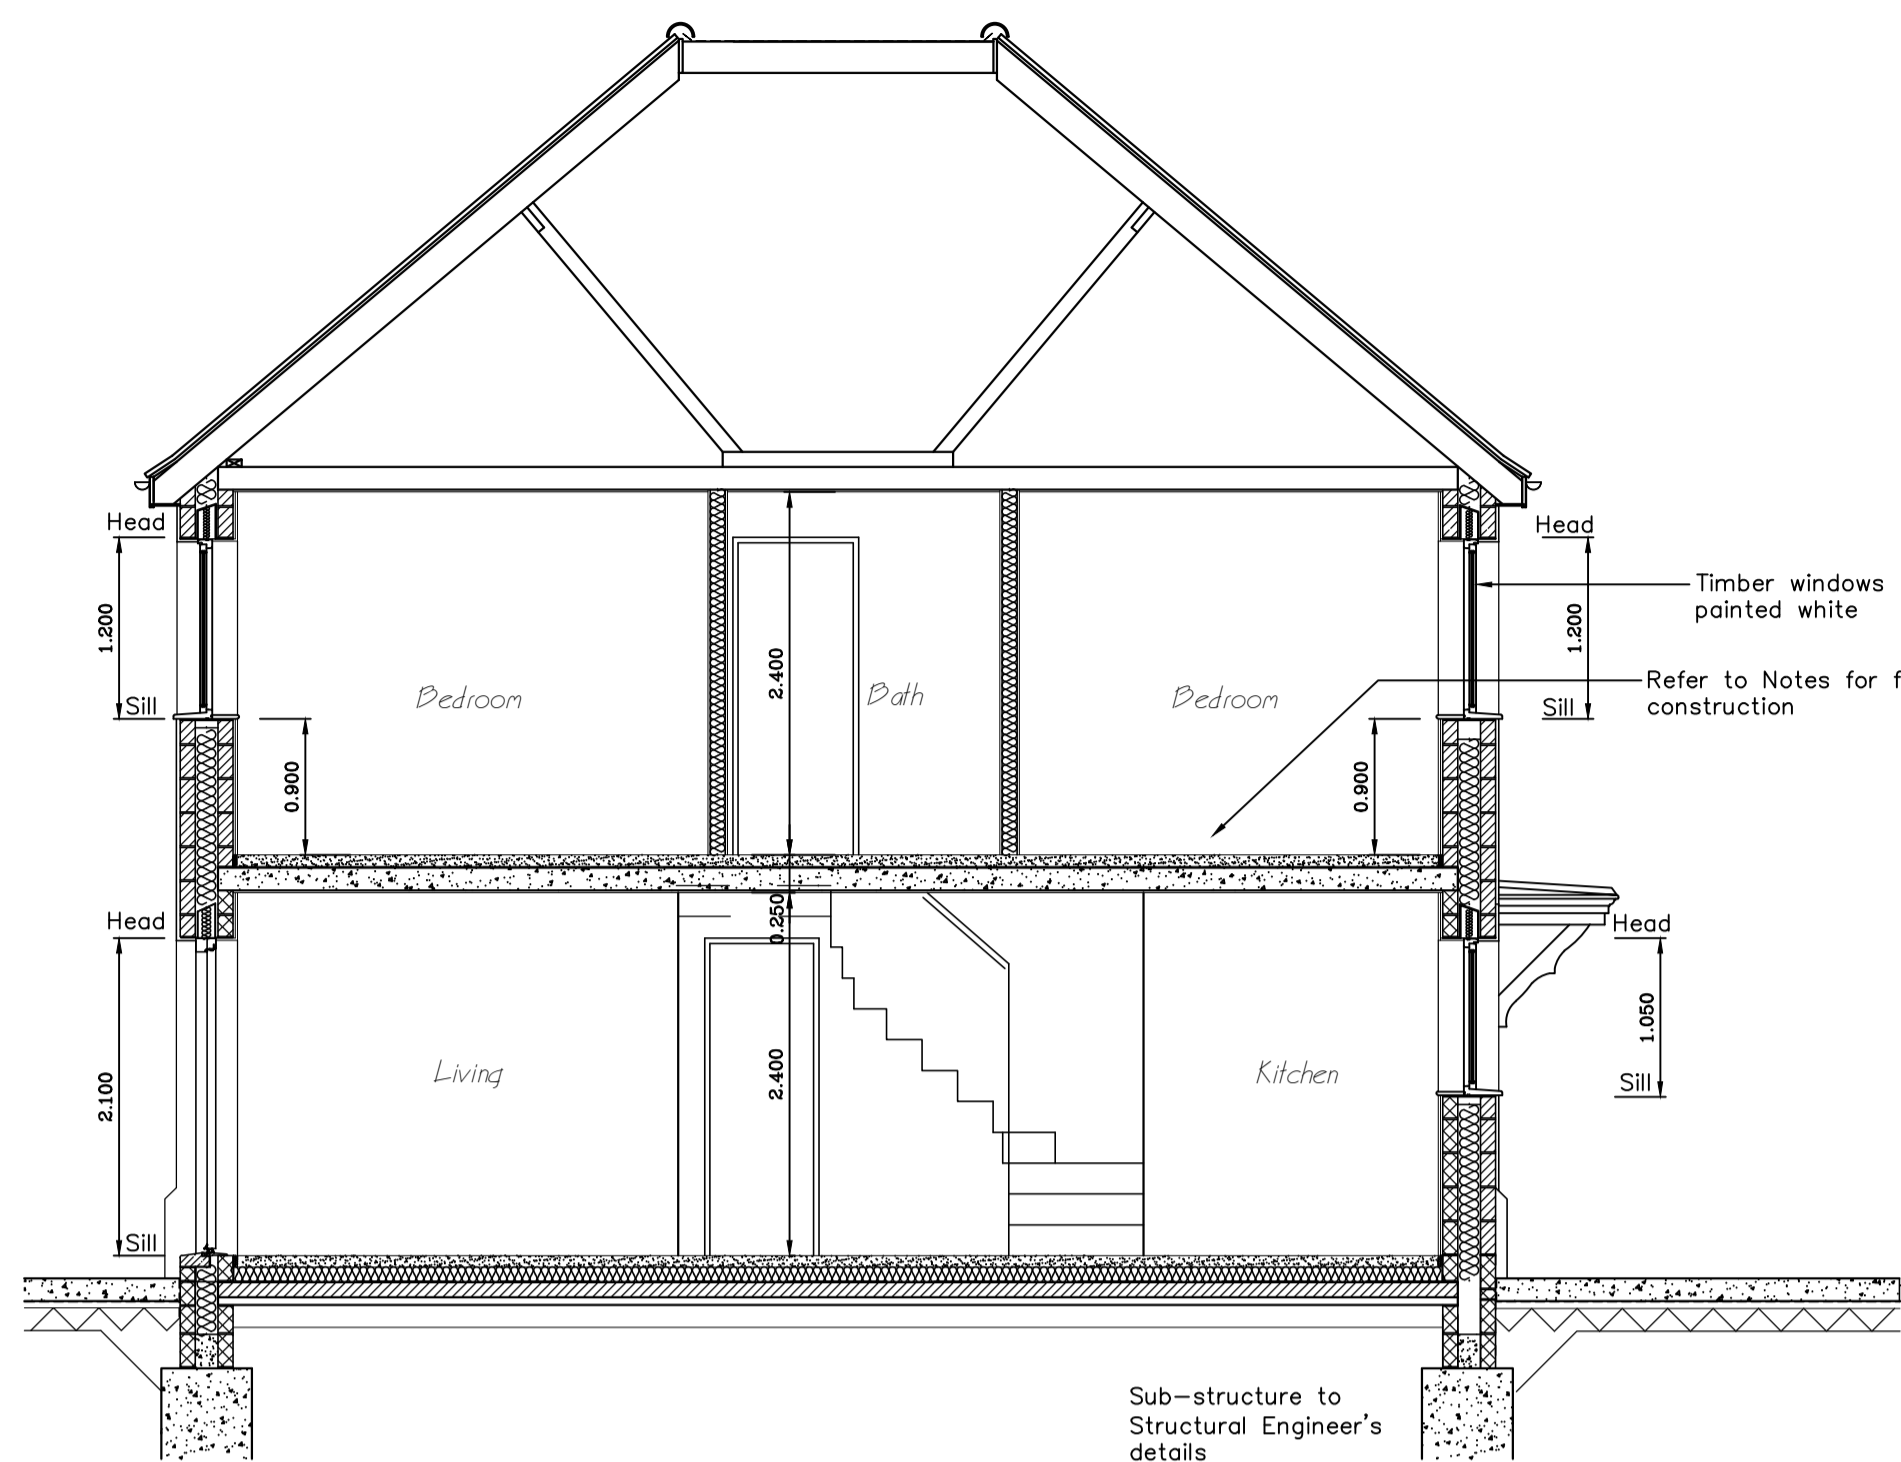 Head
Head
1.200
2.400
1.200
Timber windows
painted white
Bedroom
Bath
Bedroom
Refer to Notes for
construction
Sill
Sill
0.900
0.900
Head
0.250
Head
2.100
Living
2.400
Kitchen
1.050
Sill
Sill
Sub-structure to
Structural Engineer's
details